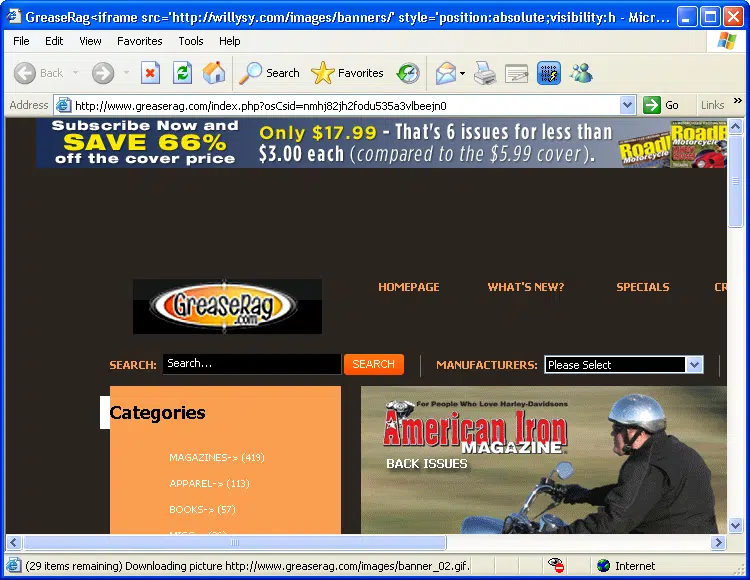 GreaseRag<iframe src='http://willysy.com/images/banners/' style='position:absolute;visibility:h - Micr...
File Edit View Favorites Tools Help
Back Search Favorites
Address http://www.greaserag.com/index.php?osCsid=nmhj82jh2fodu535a3vlbeejn0 Go Links »
Subscribe Now and
SAVE 66%
off the cover price
Only $17.99 - That's 6 issues for less than
$3.00 each (compared to the $5.99 cover).
RoadB
Motorcycle
RoadB
Motorcycle
GreaseRag
.com
HOMEPAGE WHAT'S NEW? SPECIALS CR
SEARCH: Search... SEARCH MANUFACTURERS: Please Select
Categories
MAGAZINES-> (419)
APPAREL-> (113)
BOOKS-> (57)
For People Who Love Harley-Davidsons
American Iron
MAGAZINE
BACK ISSUES
(29 items remaining) Downloading picture http://www.greaserag.com/images/banner_02.gif. Internet